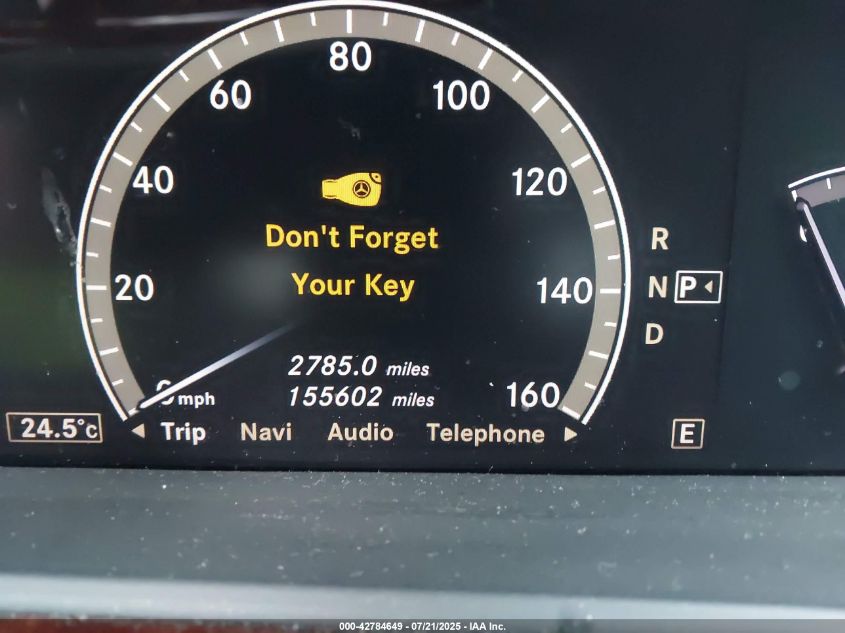 80
60
100
40
120
Don't Forget
R
20
Your Key
140
N P
D
2785.0 miles
0 mph
155602 miles
160
24.5°c
Trip Navi Audio Telephone
E
000-42784649 - 07/21/2025 - IAA Inc.